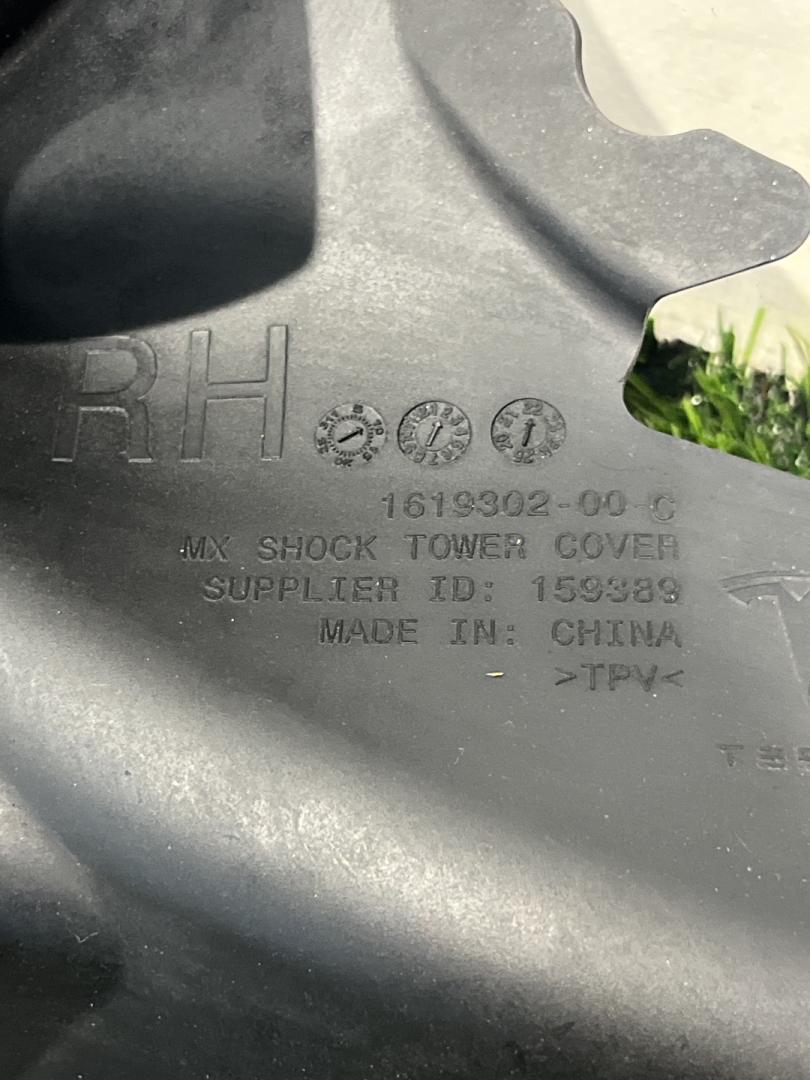 RH
1619302-00-C
MX SHOCK TOWER COVER
SUPPLIER ID: 159389
MADE IN: CHINA
>TPV<